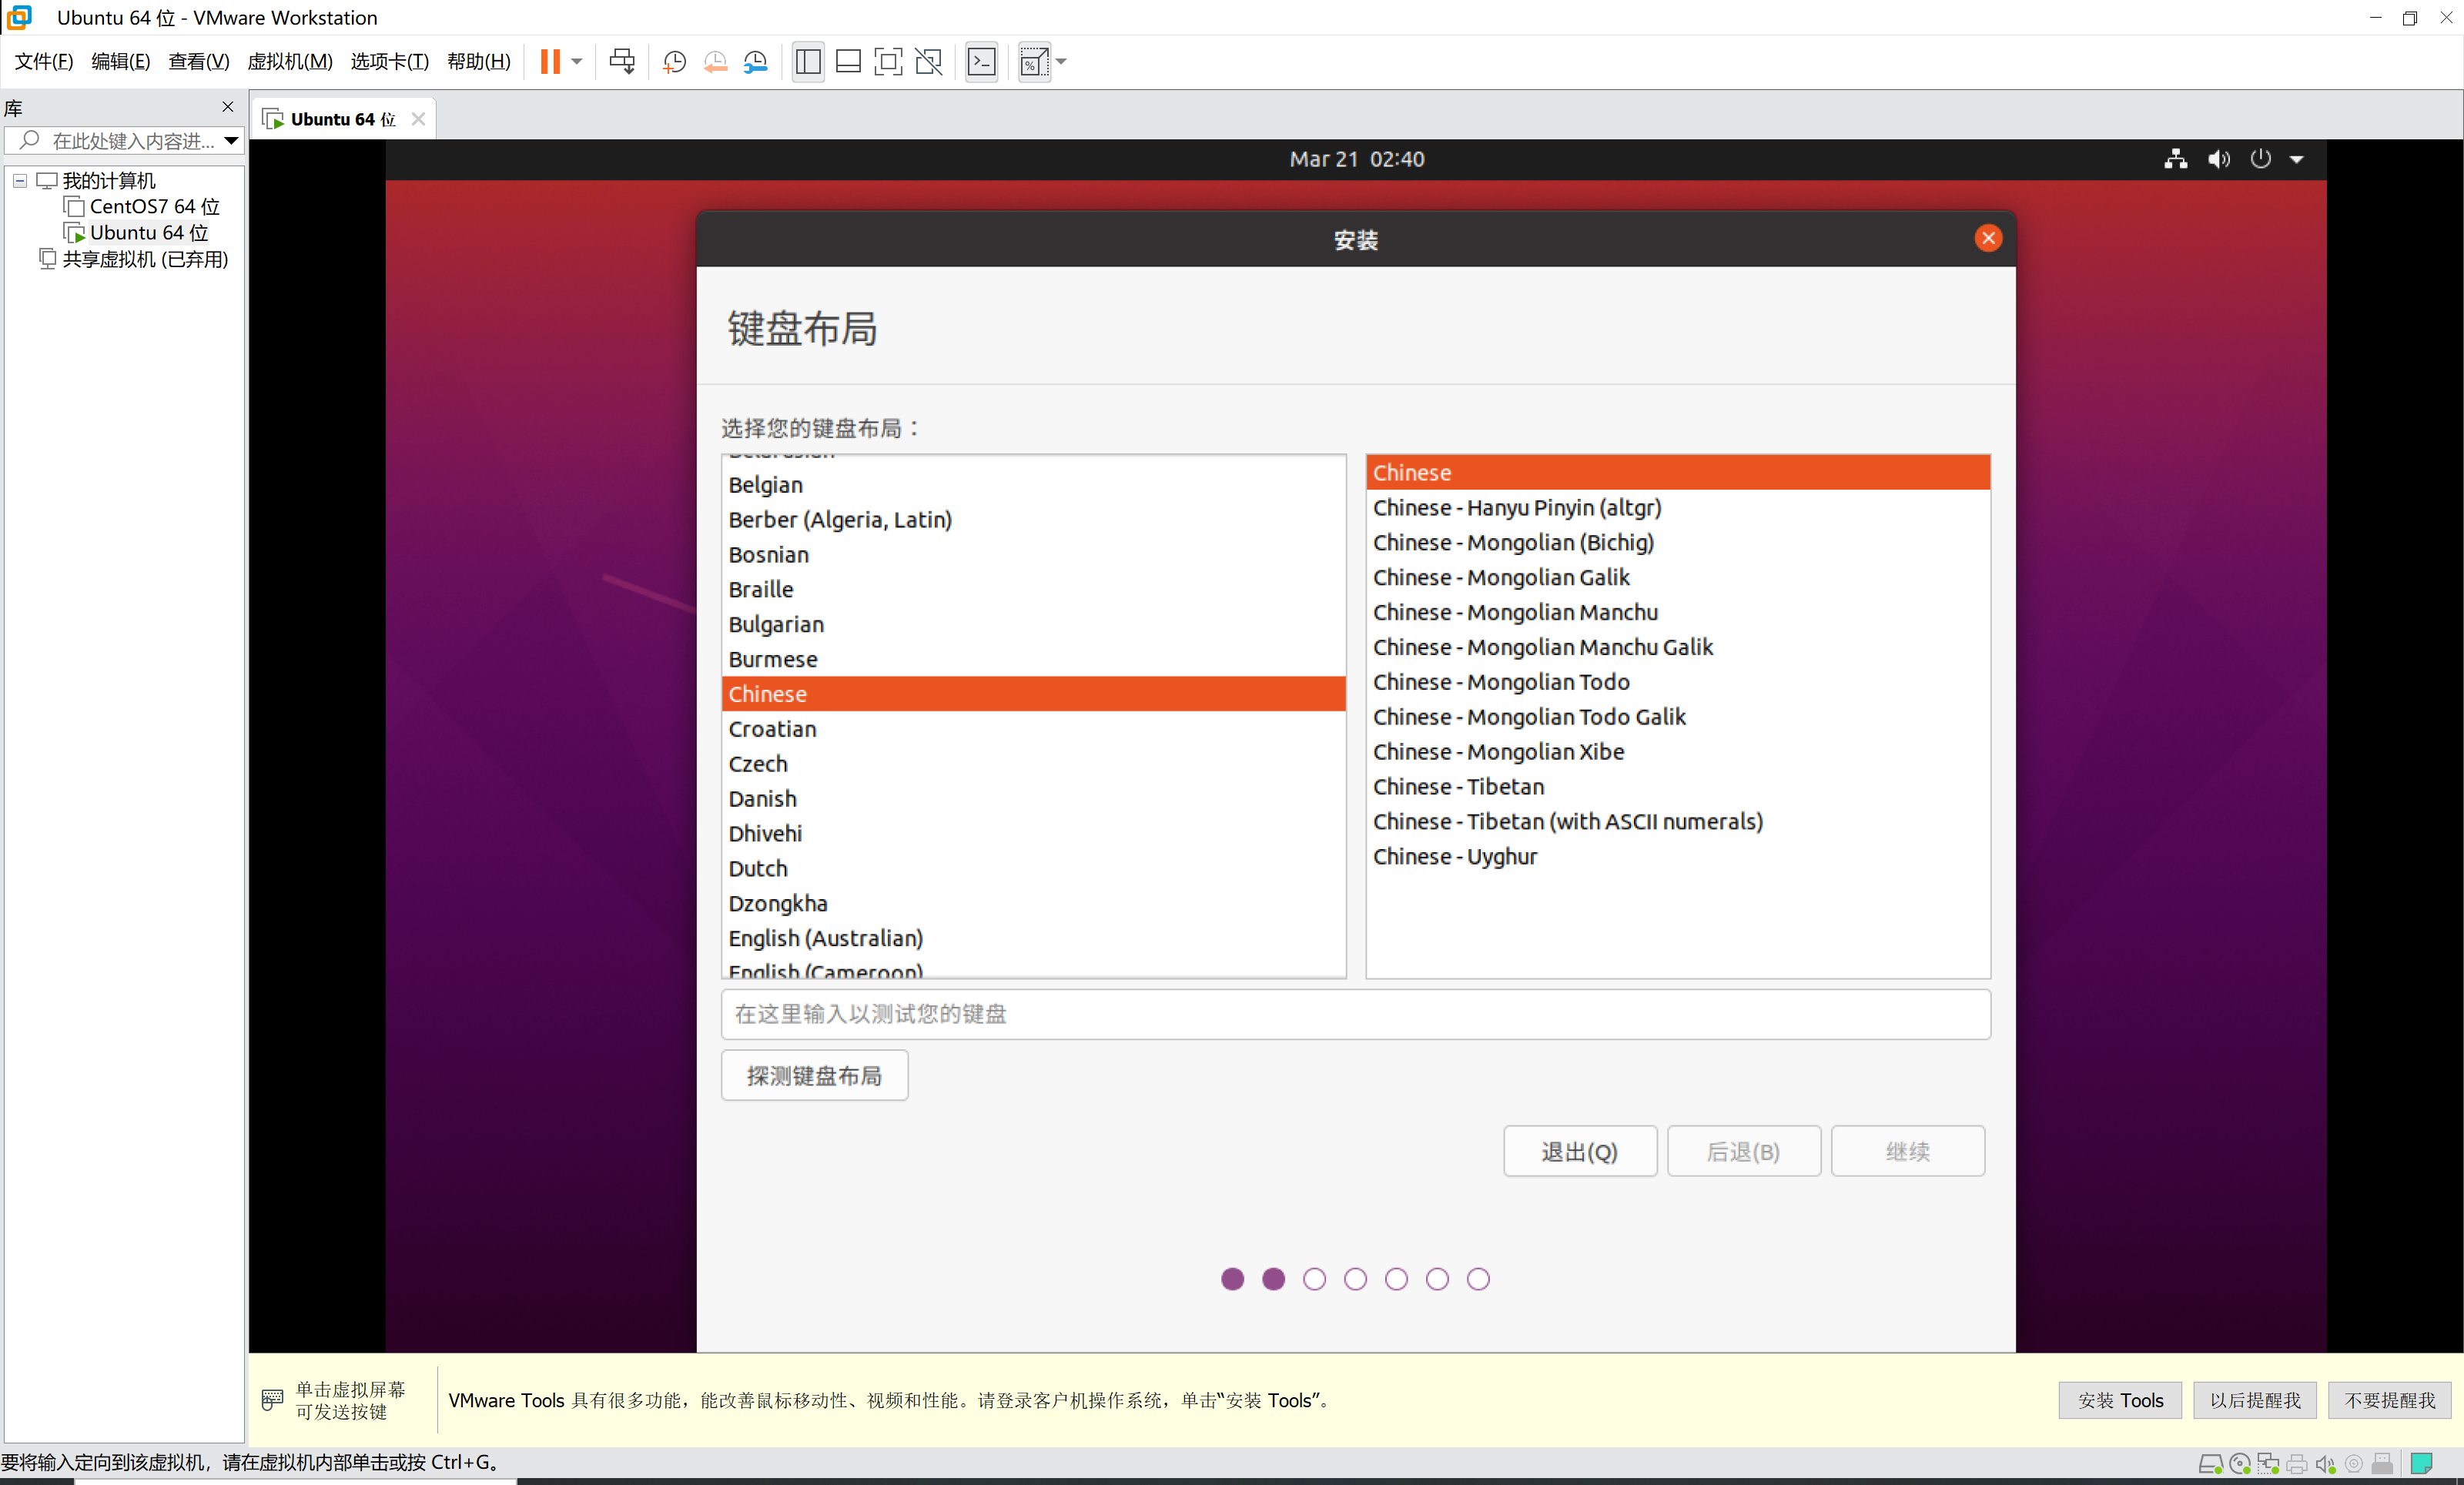 Ubuntu 64 位 - VMware Workstation
文件(F) 编辑(E) 查看(V) 虚拟机(M) 选项卡(T) 帮助(H)
库
在此处键入内容进...
我的计算机
CentOS7 64 位
Ubuntu 64 位
共享虚拟机 (已弃用)
Ubuntu 64 位
Mar 21 02:40
安装
键盘布局
选择您的键盘布局：
Belgian
Berber (Algeria, Latin)
Bosnian
Braille
Bulgarian
Burmese
Chinese
Croatian
Czech
Danish
Dhivehi
Dutch
Dzongkha
English (Australian)
English (Cameroon)
Chinese
Chinese - Hanyu Pinyin (altgr)
Chinese - Mongolian (Bichig)
Chinese - Mongolian Galik
Chinese - Mongolian Manchu
Chinese - Mongolian Manchu Galik
Chinese - Mongolian Todo
Chinese - Mongolian Todo Galik
Chinese - Mongolian Xibe
Chinese - Tibetan
Chinese - Tibetan (with ASCII numerals)
Chinese - Uyghur
在这里输入以测试您的键盘
探测键盘布局
退出(Q) 后退(B) 继续
单击虚拟屏幕
可发送按键
VMware Tools 具有很多功能，能改善鼠标移动性、视频和性能。请登录客户机操作系统，单击“安装 Tools”。
安装 Tools 以后提醒我 不要提醒我
要将输入定向到该虚拟机，请在虚拟机内部单击或按 Ctrl+G。